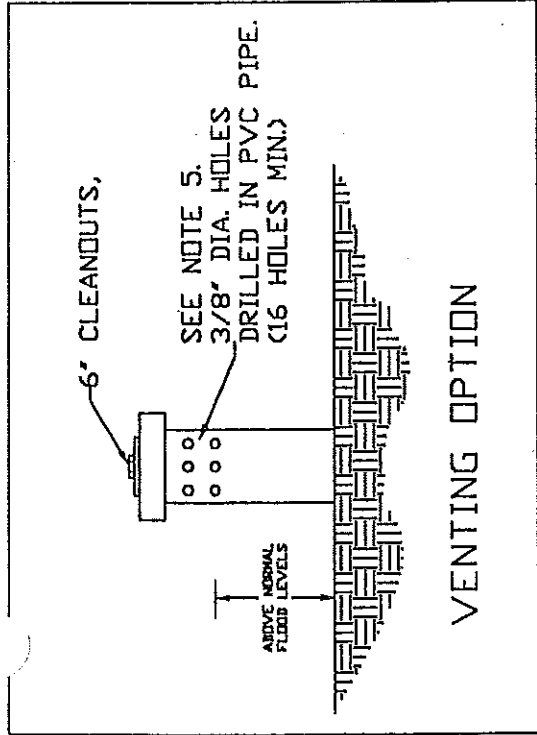 6" CLEANOUTS,
SEE NOTE 5.
3/8" DIA. HOLES
DRILLED IN PVC PIPE.
(16 HOLES MIN.)
ABOVE NORMAL
FLOOD LEVELS
VENTING OPTION